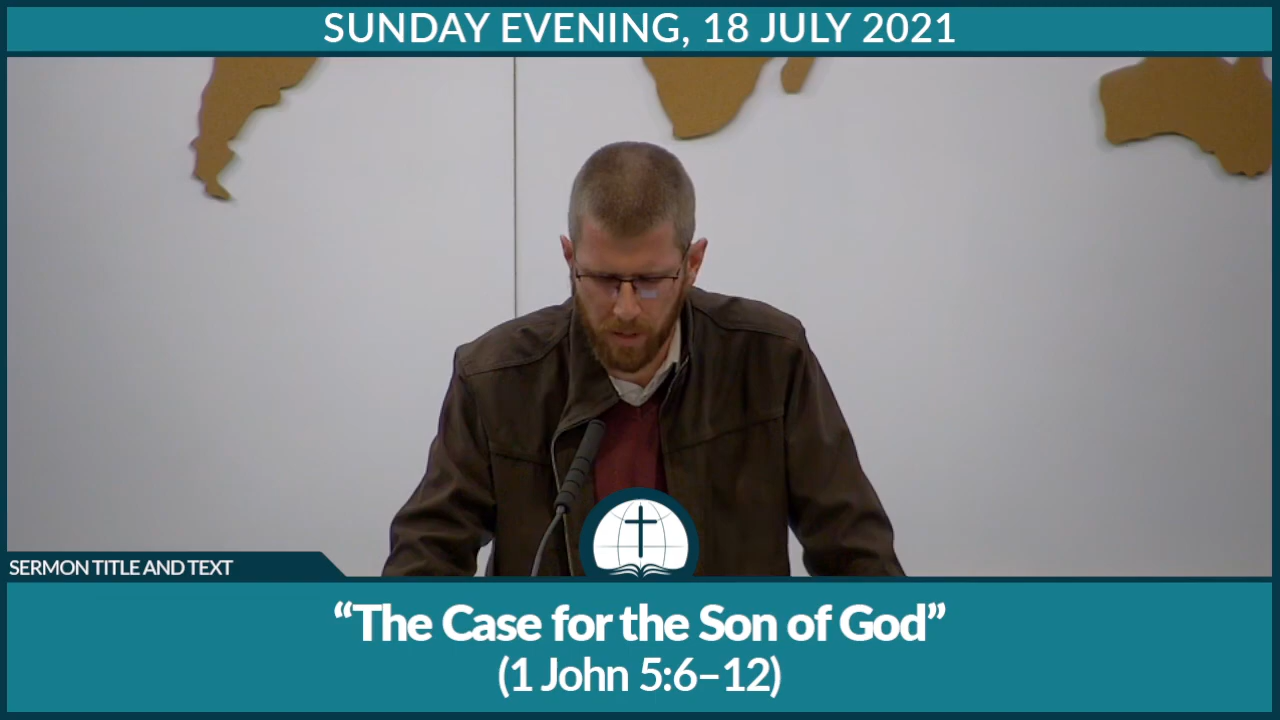 SUNDAY EVENING, 18 JULY 2021
SERMON TITLE AND TEXT
“The Case for the Son of God”
(1 John 5:6–12)